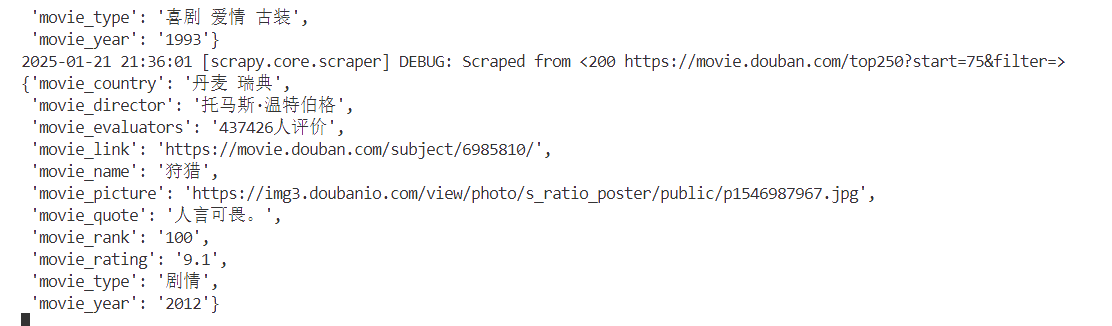 'movie_type': '喜剧 爱情 古装',
'movie_year': '1993'}
2025-01-21 21:36:01 [scrapy.core.scraper] DEBUG: Scraped from <200 https://movie.douban.com/top250?start=75&filter=>
{'movie_country': '丹麦 瑞典',
'movie_director': '托马斯·温特伯格',
'movie_evaluators': '437426人评价',
'movie_link': 'https://movie.douban.com/subject/6985810/',
'movie_name': '狩猎',
'movie_picture': 'https://img3.doubanio.com/view/photo/s_ratio_poster/public/p1546987967.jpg',
'movie_quote': '人言可畏。',
'movie_rank': '100',
'movie_rating': '9.1',
'movie_type': '剧情',
'movie_year': '2012'}